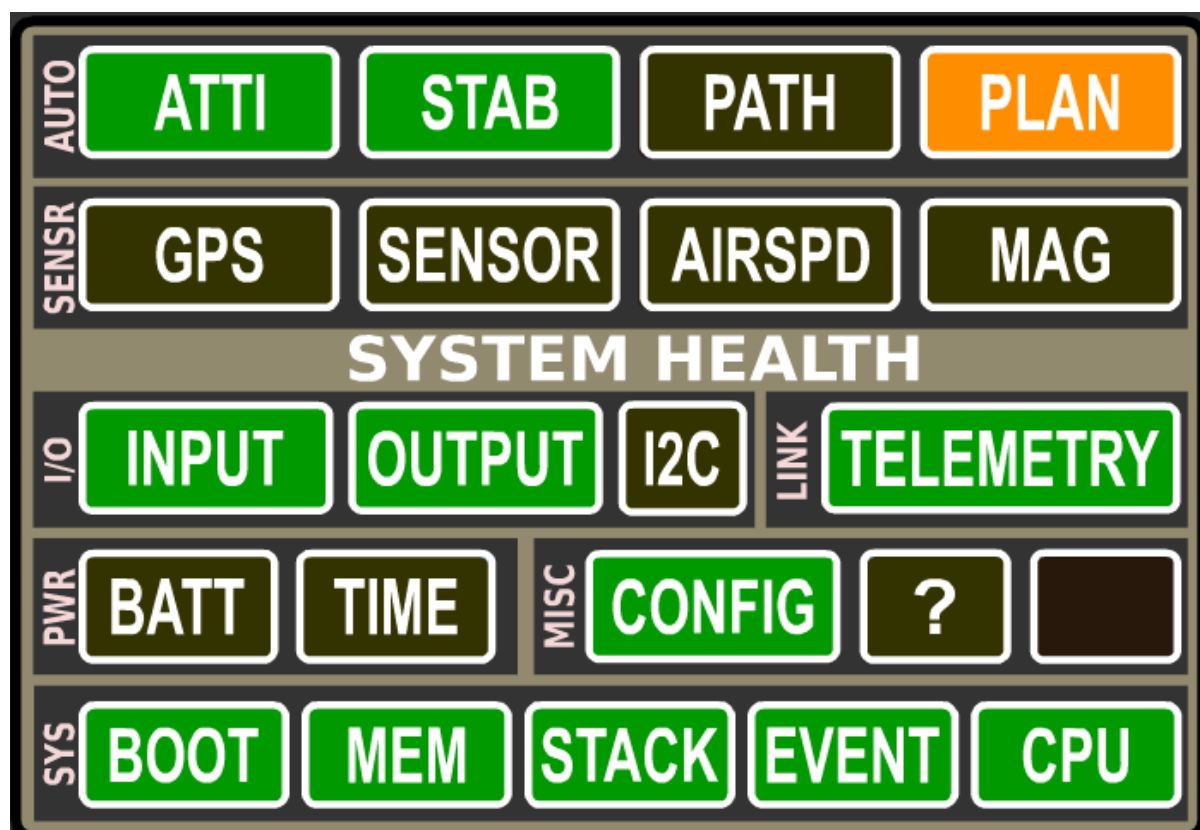 AUTO ATTI STAB PATH PLAN
SENSR GPS SENSOR AIRSPD MAG
SYSTEM HEALTH
I/O INPUT OUTPUT I2C LINK TELEMETRY
PWR BATT TIME MISC CONFIG ?
SYS BOOT MEM STACK EVENT CPU